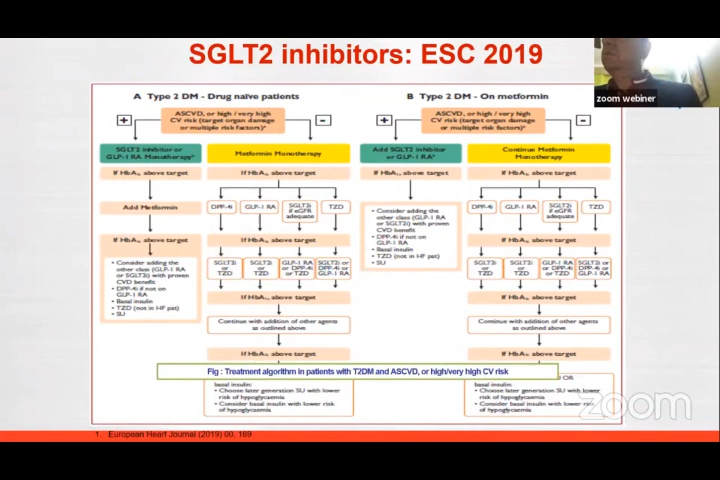 SGLT2 inhibitors: ESC 2019
zoom webiner
A Type 2 DM - Drug naïve patients
+
ASCVD, or high / very high
CV risk (target organ damage
or multiple risk factors)ᵃ
-
SGLT2 inhibitor or
GLP-1 RA Monotherapyᵇ
Metformin Monotherapy
If HbA₁c above target
If HbA₁c above target
Add Metformin
DPP-4i
GLP-1 RA
SGLT2i
if eGFR
adequate
TZD
If HbA₁c above target
If HbA₁c above target
• Consider adding the
other class (GLP-1 RA
or SGLT2i) with proven
CVD benefit
• DPP-4i if not on
GLP-1 RA
• Basal insulin
• TZD (not in HF pat)
• SU
SGLT2i
or
TZD
SGLT2i
or
TZD
GLP-1 RA
or DPP-4i
or TZD
SGLT2i or
DPP-4i or
GLP-1 RA
If HbA₁c above target
Continue with addition of other agents
as outlined above
If HbA₁c above target
basal insulin:
• Choose later generation SU with lower
risk of hypoglycaemia
• Consider basal insulin with lower risk
of hypoglycaemia
B Type 2 DM - On metformin
+
ASCVD, or high / very high
CV risk (target organ damage
or multiple risk factors)ᵃ
-
Add SGLT2 inhibitor
or GLP-1 RAᵇ
Continue Metformin
Monotherapy
If HbA₁c above target
If HbA₁c above target
• Consider adding the
other class (GLP-1 RA
or SGLT2i) with proven
CVD benefit
• DPP-4i if not on
GLP-1 RA
• Basal insulin
• TZD (not in HF pat)
• SU
DPP-4i
GLP-1 RA
SGLT2i
if eGFR
adequate
TZD
If HbA₁c above target
SGLT2i
or
TZD
SGLT2i
or
TZD
GLP-1 RA
or DPP-4i
or TZD
SGLT2i or
DPP-4i or
GLP-1 RA
If HbA₁c above target
Continue with addition of other agents
as outlined above
If HbA₁c above target
OR
basal insulin:
• Choose later generation SU with lower
risk of hypoglycaemia
• Consider basal insulin with lower risk
of hypoglycaemia
Fig : Treatment algorithm in patients with T2DM and ASCVD, or high/very high CV risk
zoom
1. European Heart Journal (2019) 00, 169